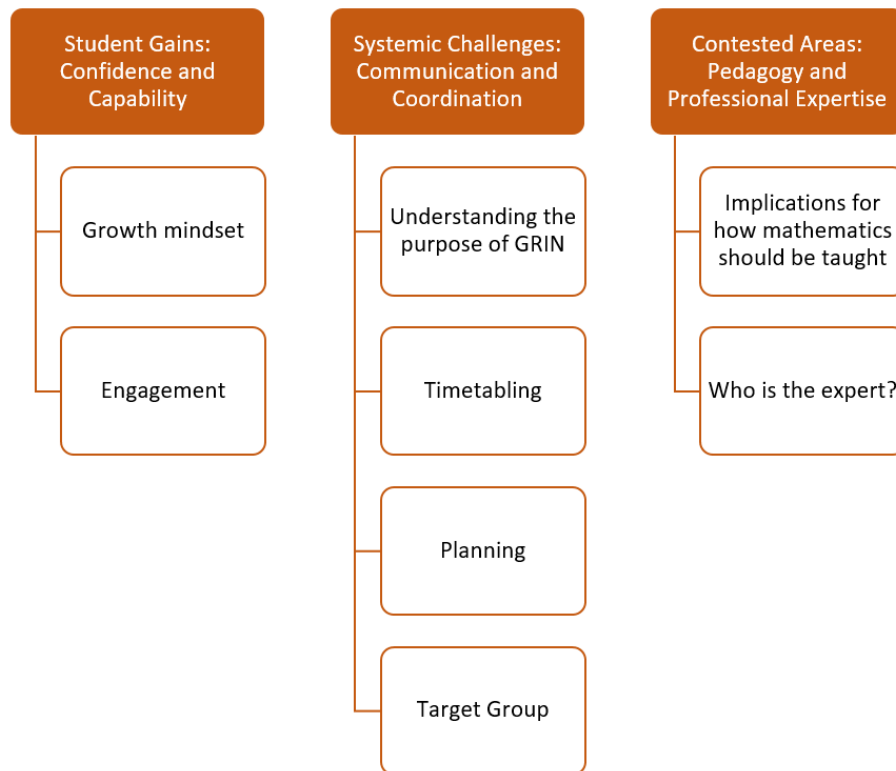 Student Gains:
Confidence and
Capability
Growth mindset
Engagement
Systemic Challenges:
Communication and
Coordination
Understanding the
purpose of GRIN
Timetabling
Planning
Target Group
Contested Areas:
Pedagogy and
Professional Expertise
Implications for
how mathematics
should be taught
Who is the expert?